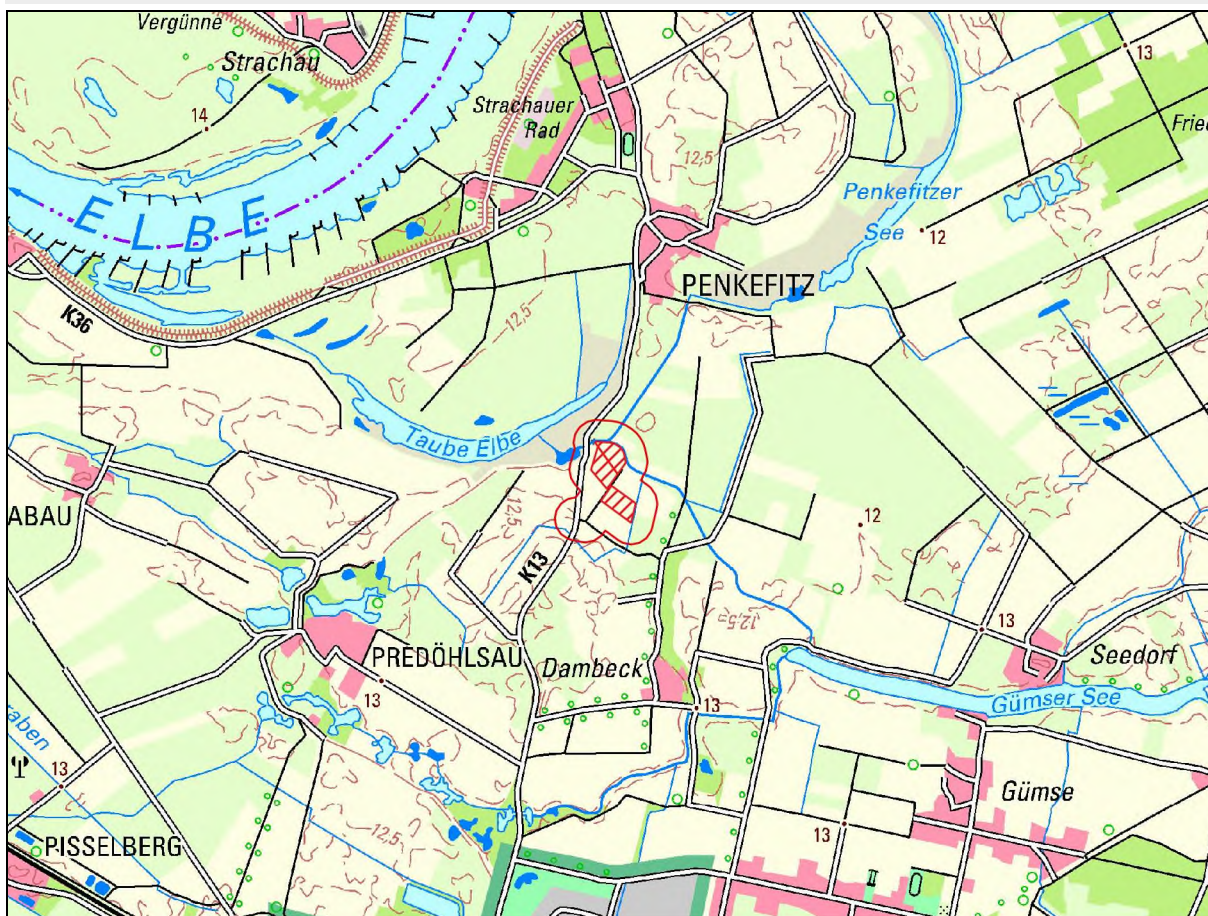 Vergünne
Strachau
14
13
Strachauer
Rad
12,5
Fried
Penkefitzer
See
12
ELBE
PENKEFITZ
K36
12,5
Taube Elbe
ABAU
12,5
12
K13
12,5
13
Seedorf
PREDÖHLSAU
Dambeck
13
13
Gümser See
raben
13
Gümse
12,5
13
PISSELBERG